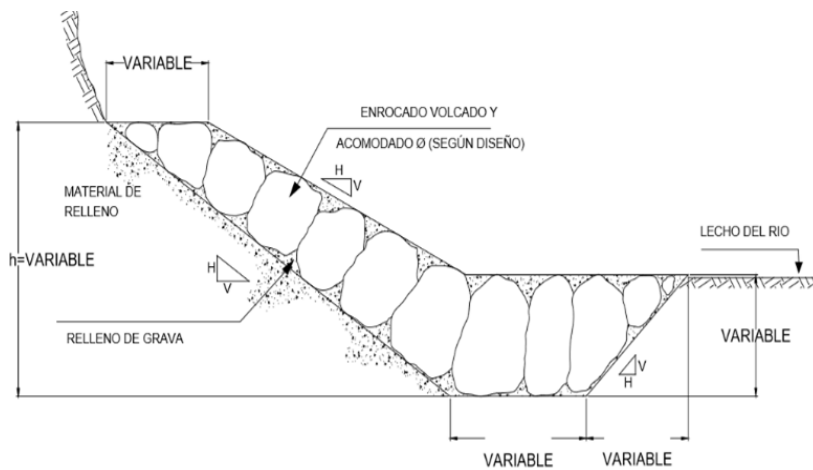 VARIABLE
ENROCADO VOLCADO Y
ACOMODADO Ø (SEGÚN DISEÑO)
H
V
MATERIAL DE
RELLENO
LECHO DEL RIO
h=VARIABLE
H
V
RELLENO DE GRAVA
VARIABLE
V
H
VARIABLE
VARIABLE